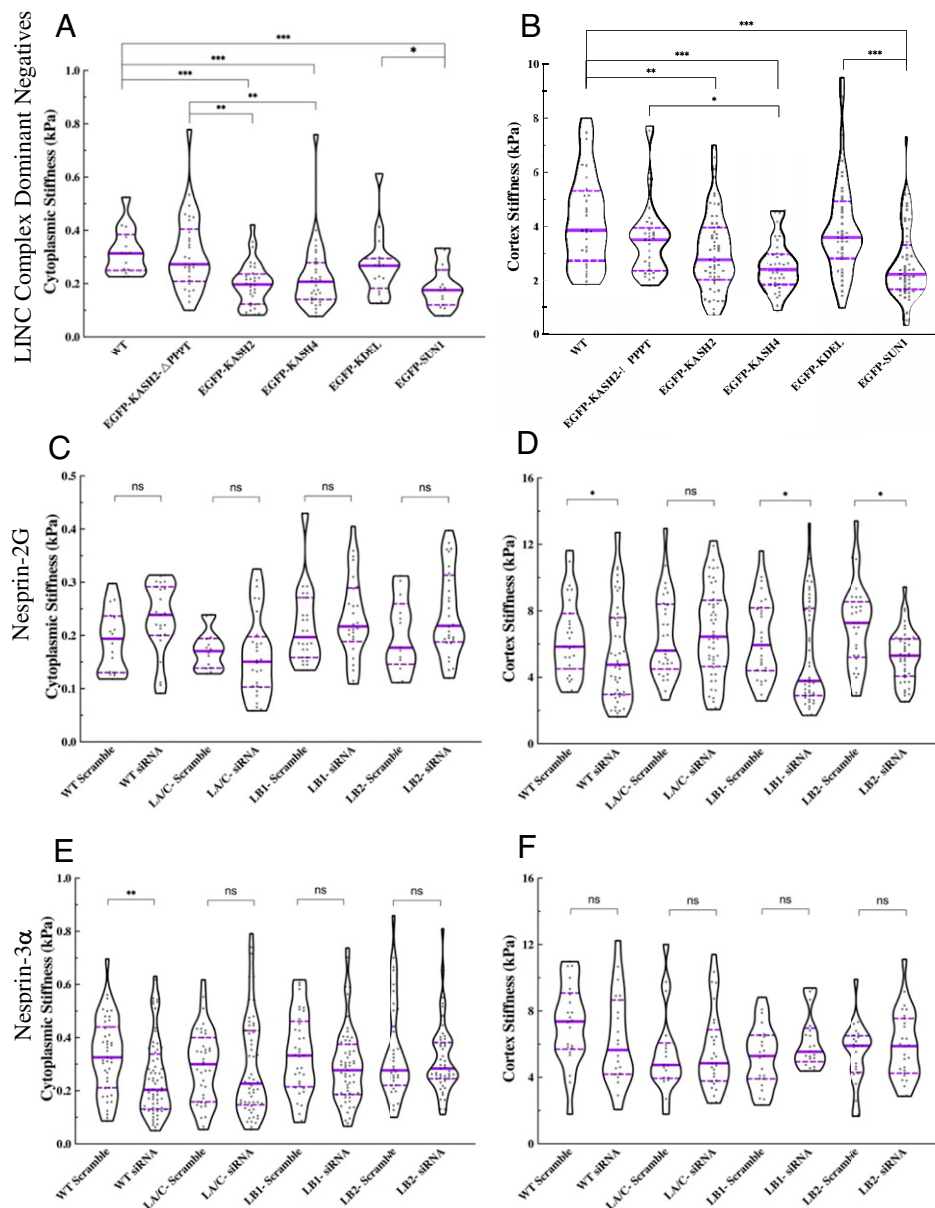 LINC Complex Dominant Negatives
A
***
***
***
**
**
*
Cytoplasmic Stiffness (kPa)
1.0
0.8
0.6
0.4
0.2
0.0
WT
EGFP-KASH2-△PPPT
EGFP-KASH2
EGFP-KASH4
EGFP-KDEL
EGFP-SUN1
B
***
***
**
*
***
Cortex Stiffness (kPa)
10
8
6
4
2
0
WT
EGFP-KASH2-| PPPT
EGFP-KASH2
EGFP-KASH4
EGFP-KDEL
EGFP-SUN1
Nesprin-2G
C
ns
ns
ns
ns
Cytoplasmic Stiffness (kPa)
0.5
0.4
0.3
0.2
0.1
0.0
WT Scramble
WT siRNA
LA/C- Scramble
LA/C- siRNA
LB1- Scramble
LB1- siRNA
LB2- Scramble
LB2- siRNA
D
*
ns
*
*
Cortex Stiffness (kPa)
16
12
8
4
0
WT Scramble
WT siRNA
LA/C- Scramble
LA/C- siRNA
LB1- Scramble
LB1- siRNA
LB2- Scramble
LB2- siRNA
Nesprin-3α
E
**
ns
ns
ns
Cytoplasmic Stiffness (kPa)
1.0
0.8
0.6
0.4
0.2
0.0
WT Scramble
WT siRNA
LA/C- Scramble
LA/C- siRNA
LB1- Scramble
LB1- siRNA
LB2- Scramble
LB2- siRNA
F
ns
ns
ns
ns
Cortex Stiffness (kPa)
16
12
8
4
0
WT Scramble
WT siRNA
LA/C- Scramble
LA/C- siRNA
LB1- Scramble
LB1- siRNA
LB2- Scramble
LB2- siRNA